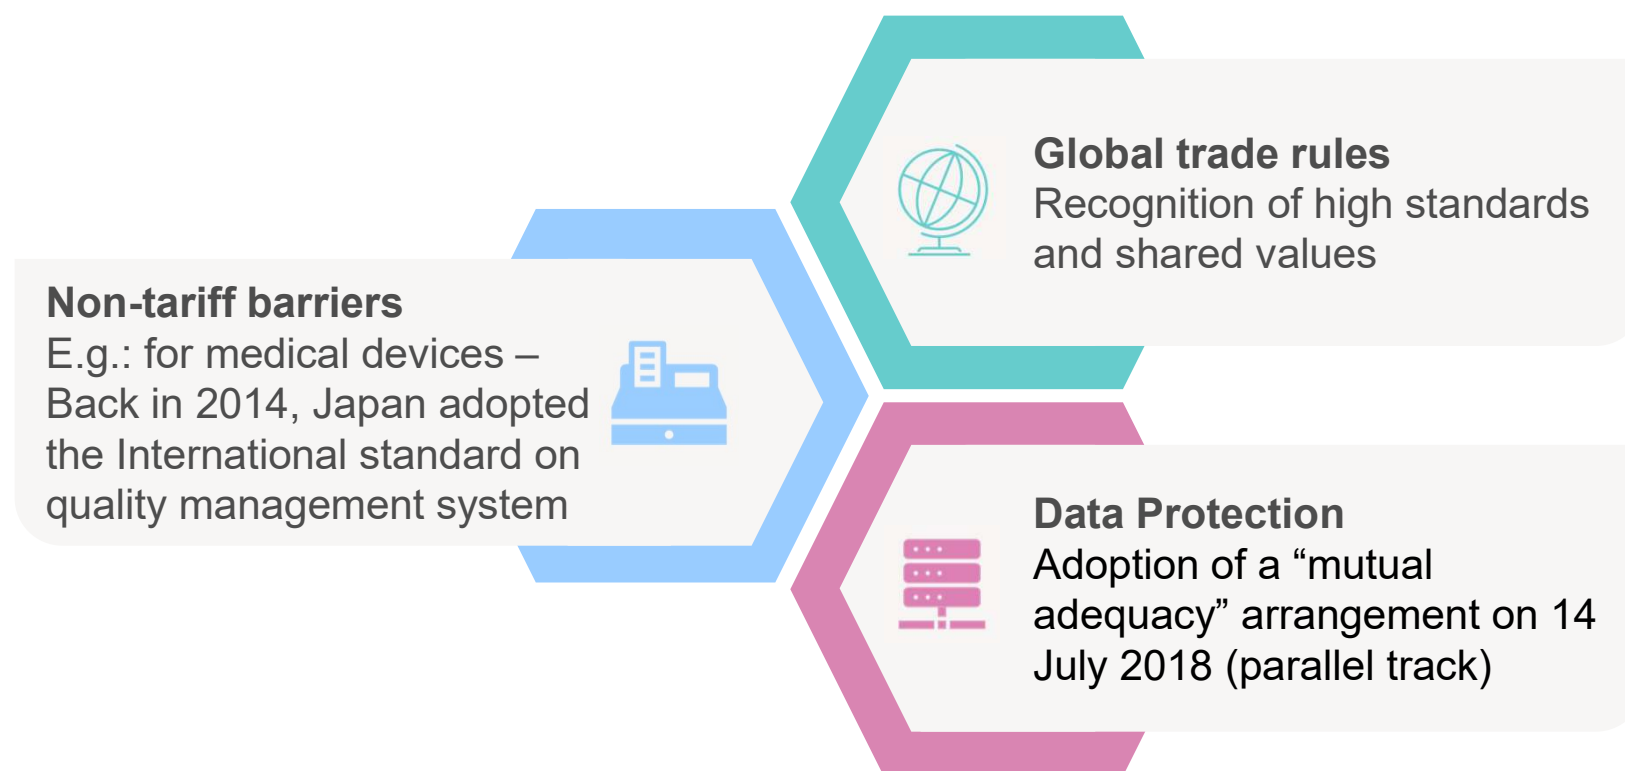 Non-tariff barriers
E.g.: for medical devices –
Back in 2014, Japan adopted
the International standard on
quality management system
Global trade rules
Recognition of high standards
and shared values
Data Protection
Adoption of a “mutual
adequacy” arrangement on 14
July 2018 (parallel track)